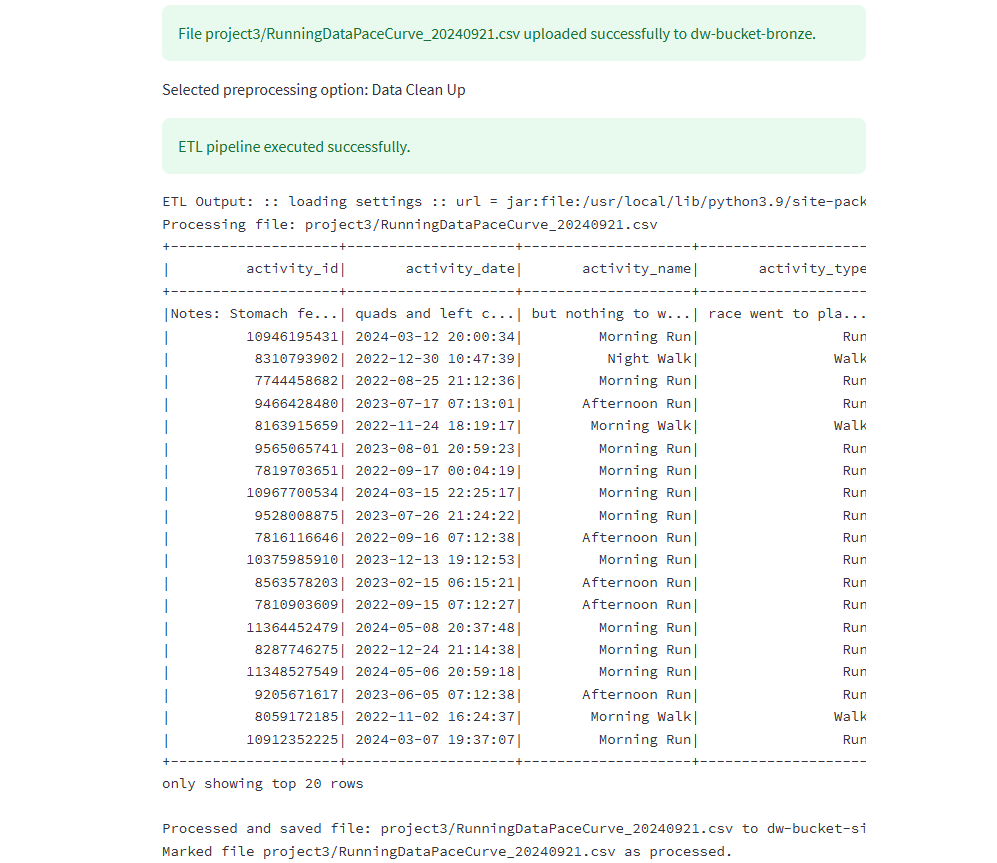 File project3/RunningDataPaceCurve_20240921.csv uploaded successfully to dw-bucket-bronze.
Selected preprocessing option: Data Clean Up
ETL pipeline executed successfully.
ETL Output: :: loading settings :: url = jar:file:/usr/local/lib/python3.9/site-pack
Processing file: project3/RunningDataPaceCurve_20240921.csv
+--------------------+--------------------+--------------------+--------------------
|         activity_id|       activity_date|       activity_name|       activity_type
+--------------------+--------------------+--------------------+--------------------
|Notes: Stomach fe...| quads and left c...| but nothing to w...| race went to pla...
|         10946195431| 2024-03-12 20:00:34|         Morning Run|                 Run
|          8310793902| 2022-12-30 10:47:39|          Night Walk|                Walk
|          7744458682| 2022-08-25 21:12:36|         Morning Run|                 Run
|          9466428480| 2023-07-17 07:13:01|       Afternoon Run|                 Run
|          8163915659| 2022-11-24 18:19:17|        Morning Walk|                Walk
|          9565065741| 2023-08-01 20:59:23|         Morning Run|                 Run
|          7819703651| 2022-09-17 00:04:19|         Morning Run|                 Run
|         10967700534| 2024-03-15 22:25:17|         Morning Run|                 Run
|          9528008875| 2023-07-26 21:24:22|         Morning Run|                 Run
|          7816116646| 2022-09-16 07:12:38|       Afternoon Run|                 Run
|         10375985910| 2023-12-13 19:12:53|         Morning Run|                 Run
|          8563578203| 2023-02-15 06:15:21|       Afternoon Run|                 Run
|          7810903609| 2022-09-15 07:12:27|       Afternoon Run|                 Run
|         11364452479| 2024-05-08 20:37:48|         Morning Run|                 Run
|          8287746275| 2022-12-24 21:14:38|         Morning Run|                 Run
|         11348527549| 2024-05-06 20:59:18|         Morning Run|                 Run
|          9205671617| 2023-06-05 07:12:38|       Afternoon Run|                 Run
|          8059172185| 2022-11-02 16:24:37|        Morning Walk|                Walk
|         10912352225| 2024-03-07 19:37:07|         Morning Run|                 Run
+--------------------+--------------------+--------------------+--------------------
only showing top 20 rows
Processed and saved file: project3/RunningDataPaceCurve_20240921.csv to dw-bucket-si
Marked file project3/RunningDataPaceCurve_20240921.csv as processed.